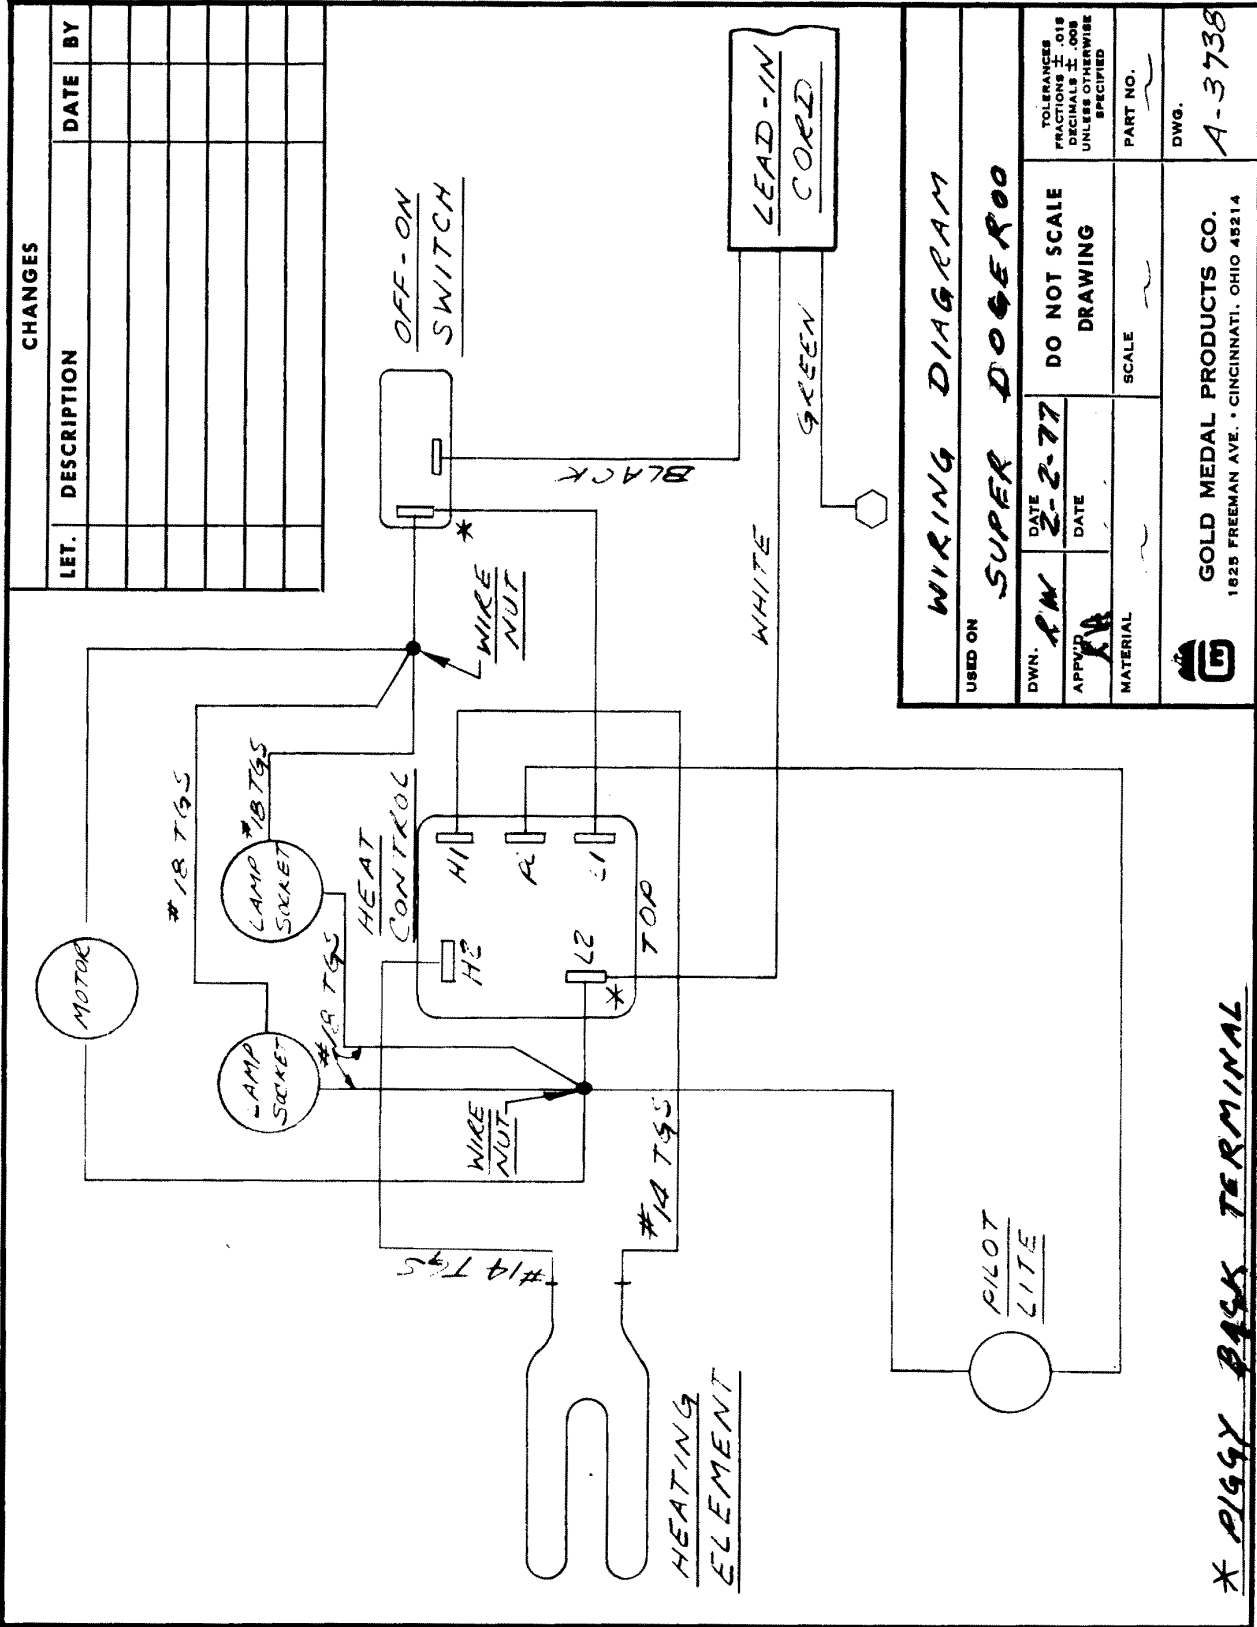 CHANGES
LET. DESCRIPTION DATE BY
MOTOR
# 18 TGS
LAMP
SOCKET
#18 TGS
LAMP
SOCKET
#18 TGS
HEAT
CONTROL
OFF-ON
SWITCH
*
WIRE
NUT
H2
H1
L2
L1
*
TOP
WIRE
NUT
#14 TGS
#14 TGS
BLACK
WHITE
GREEN
LEAD-IN
CORD
HEATING
ELEMENT
PILOT
LITE
* PIGGY BACK TERMINAL
WIRING DIAGRAM
USED ON
SUPER DOGEROO
DWN. RW
DATE 2-2-77
APPV'D
DATE
DO NOT SCALE
DRAWING
TOLERANCES
FRACTIONS ± .015
DECIMALS ± .005
UNLESS OTHERWISE
SPECIFIED
MATERIAL ~
SCALE ~
PART NO. ~
GOLD MEDAL PRODUCTS CO.
1825 FREEMAN AVE. • CINCINNATI, OHIO 45214
DWG.
A-3738